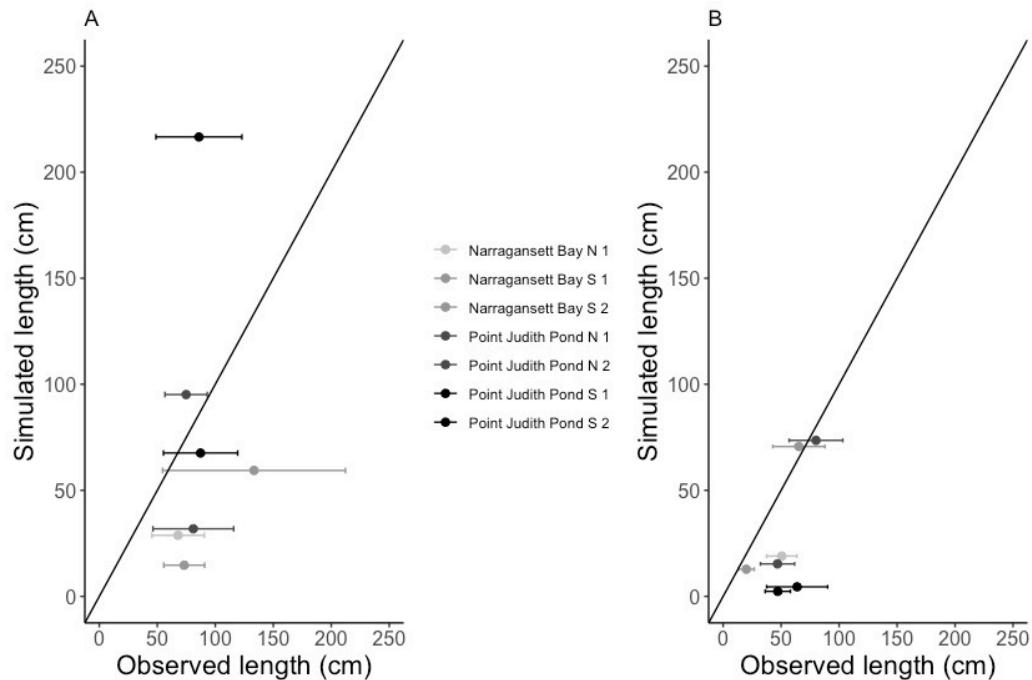 A
Simulated length (cm)
250
200
150
100
50
0
0 50 100 150 200 250
Observed length (cm)
Narragansett Bay N 1
Narragansett Bay S 1
Narragansett Bay S 2
Point Judith Pond N 1
Point Judith Pond N 2
Point Judith Pond S 1
Point Judith Pond S 2
B
Simulated length (cm)
250
200
150
100
50
0
0 50 100 150 200 250
Observed length (cm)